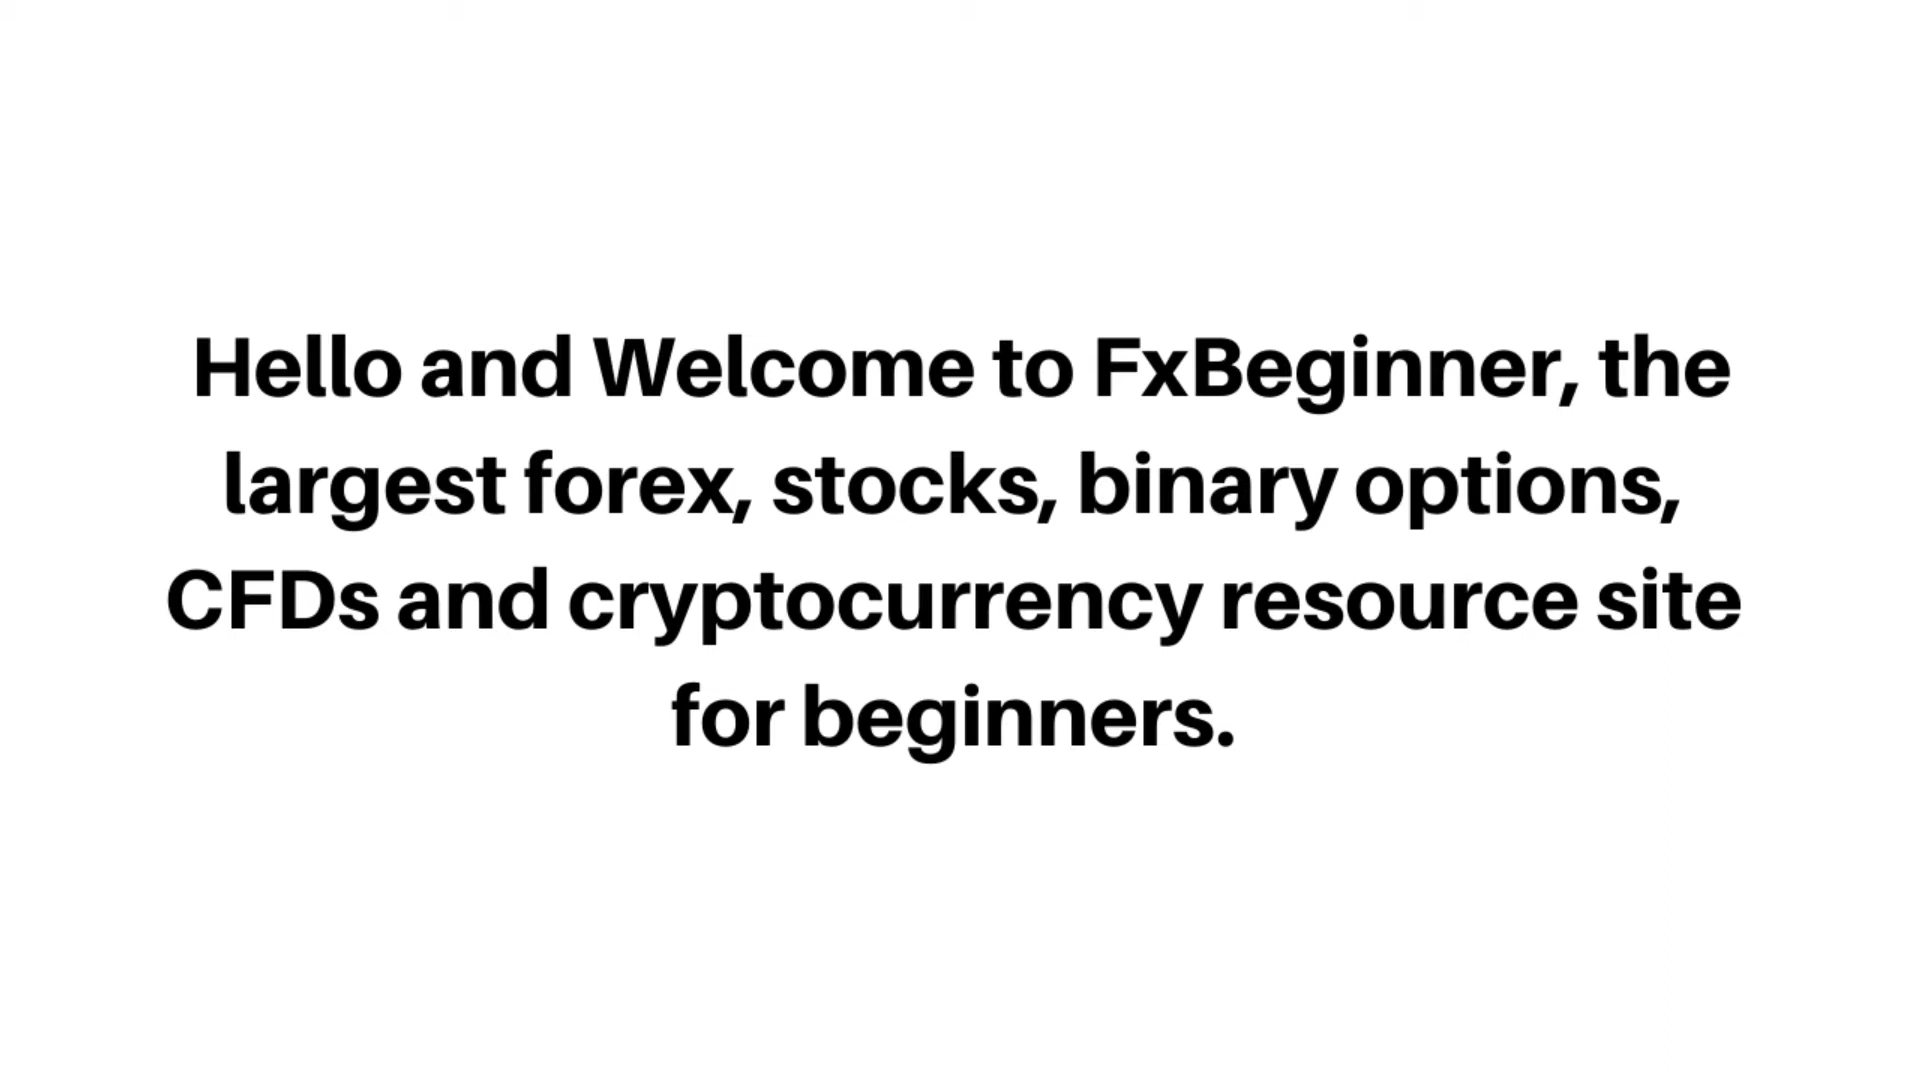 Hello and Welcome to FxBeginner, the
largest forex, stocks, binary options,
CFDs and cryptocurrency resource site
for beginners.